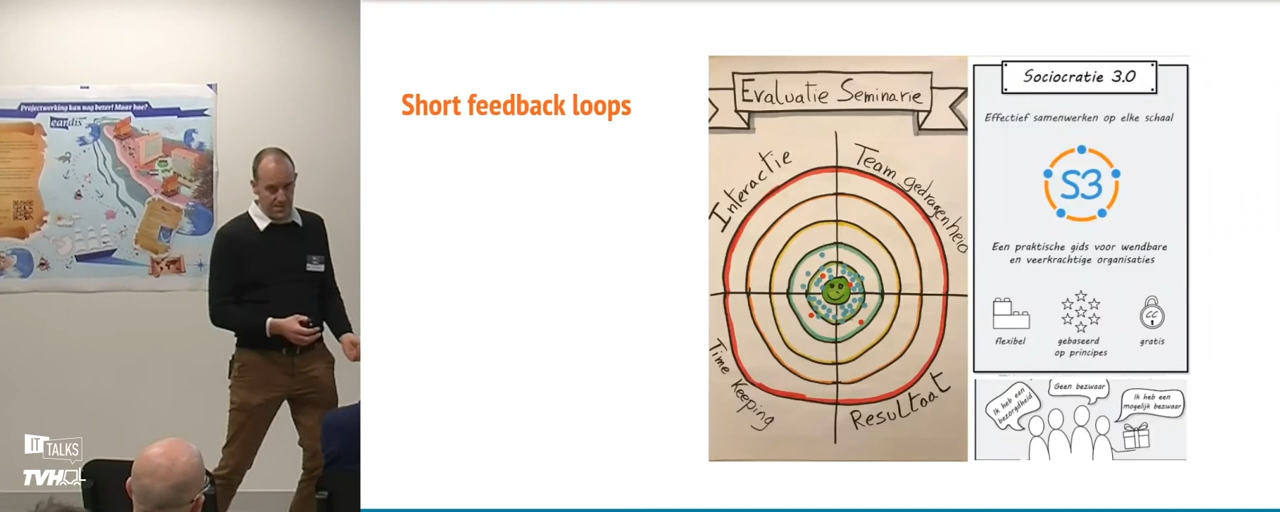 Projectwerking kan nog beter! Maar hoe?
IT TALKS
TVH
Short feedback loops
Evaluatie Seminarie
Interactie
Team gedragenheid
Time Keeping
Resultaat
Sociocratie 3.0
Effectief samenwerken op elke schaal
S3
Een praktische gids voor wendbare
en veerkrachtige organisaties
flexibel
gebaseerd
op principes
CC
gratis
Ik heb een
bezorgdheid
Geen bezwaar
Ik heb een
mogelijk bezwaar